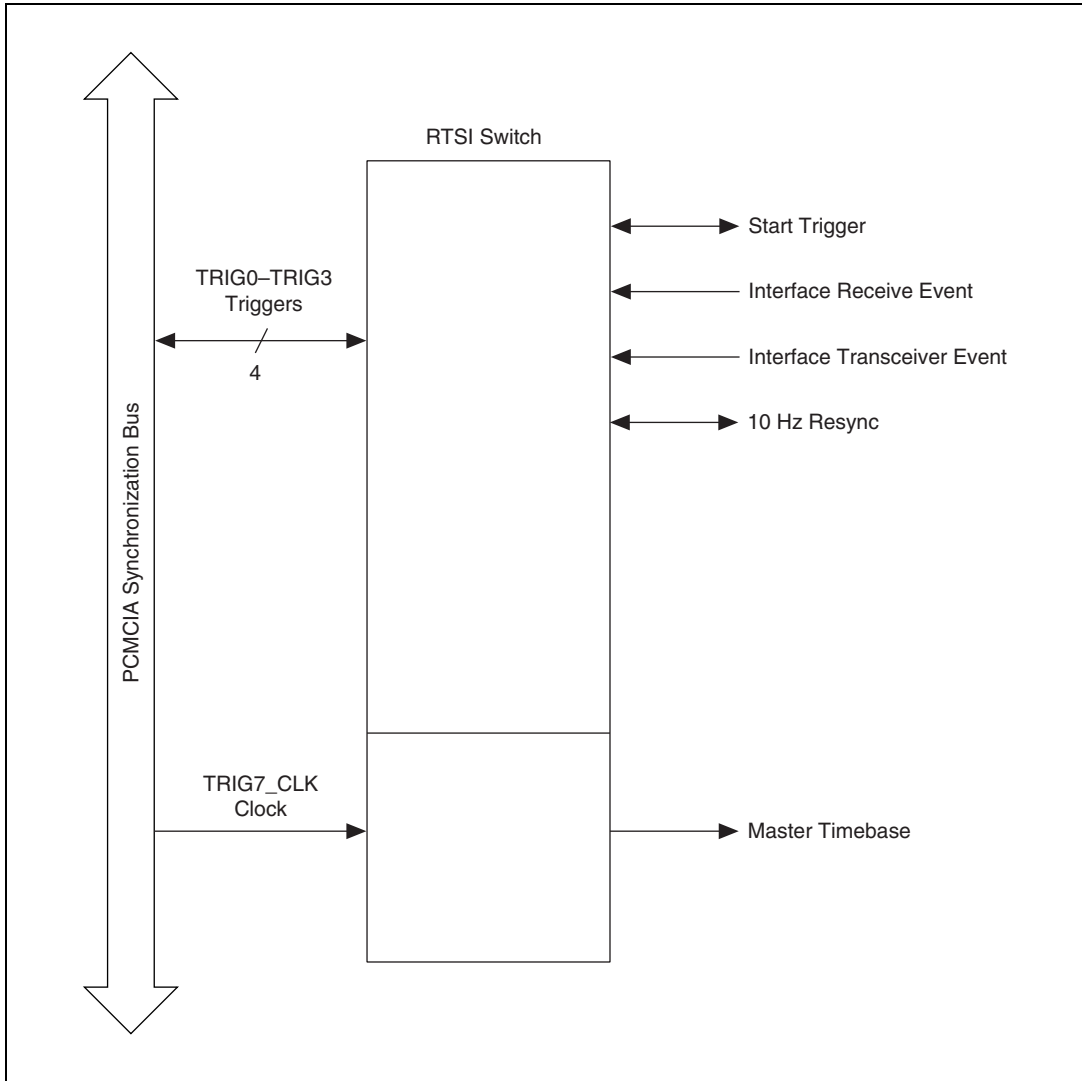 RTSI Switch
Start Trigger
TRIG0–TRIG3
Triggers
Interface Receive Event
4
Interface Transceiver Event
10 Hz Resync
PCMCIA Synchronization Bus
TRIG7_CLK
Clock
Master Timebase